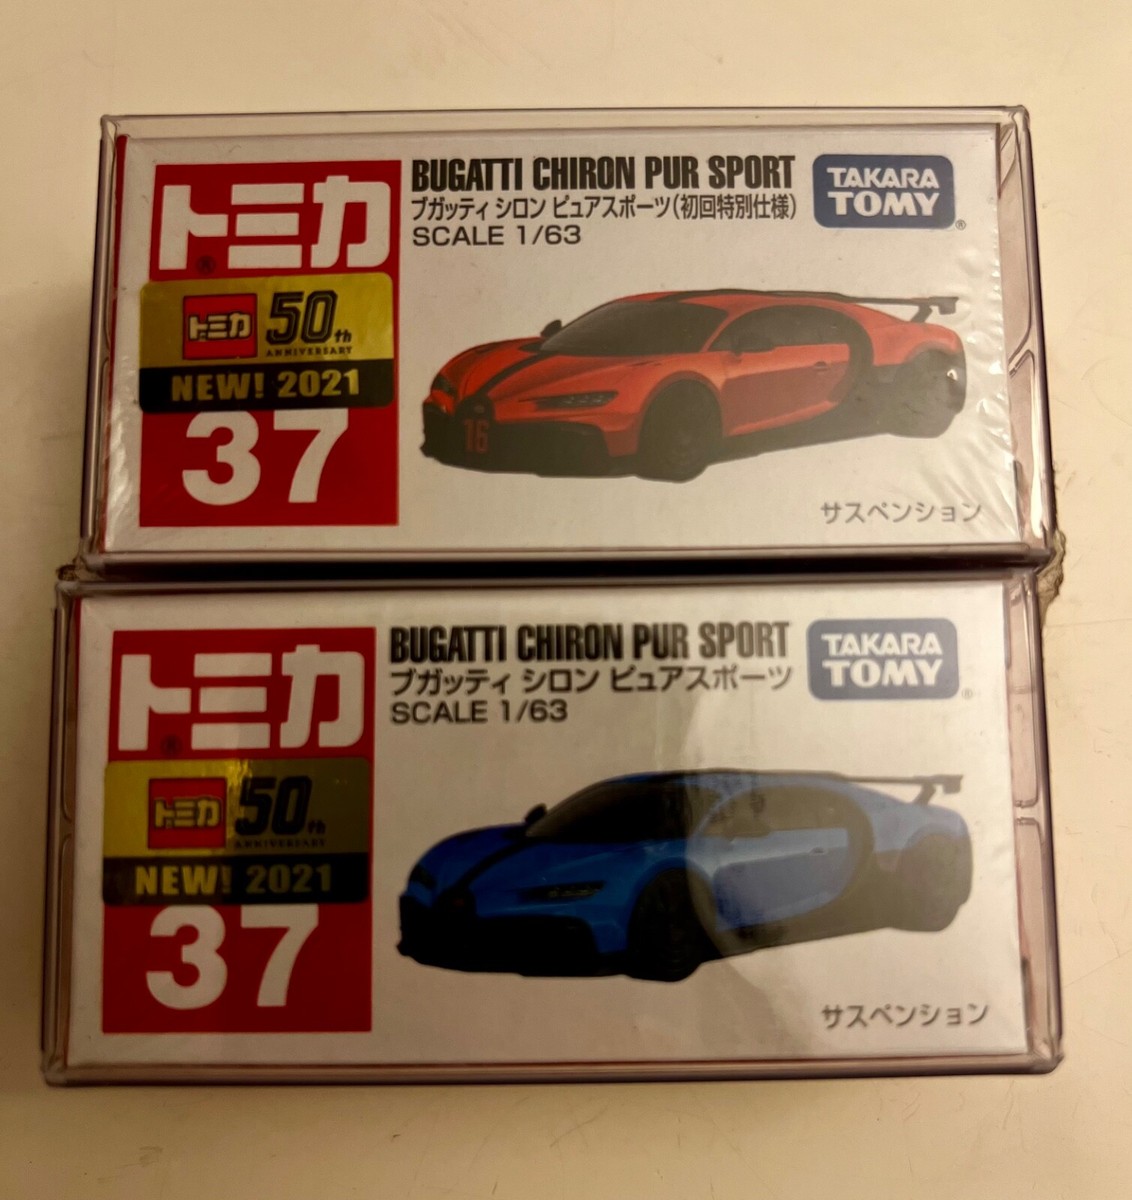 トミカ®
BUGATTI CHIRON PUR SPORT
ブガッティ シロン ピュアスポーツ(初回特別仕様)
SCALE 1/63
TAKARA
TOMY®
トミカ 50th
ANNIVERSARY
NEW! 2021
37
16
サスペンション
トミカ®
BUGATTI CHIRON PUR SPORT
ブガッティ シロン ピュアスポーツ
SCALE 1/63
TAKARA
TOMY®
トミカ 50th
ANNIVERSARY
NEW! 2021
37
サスペンション